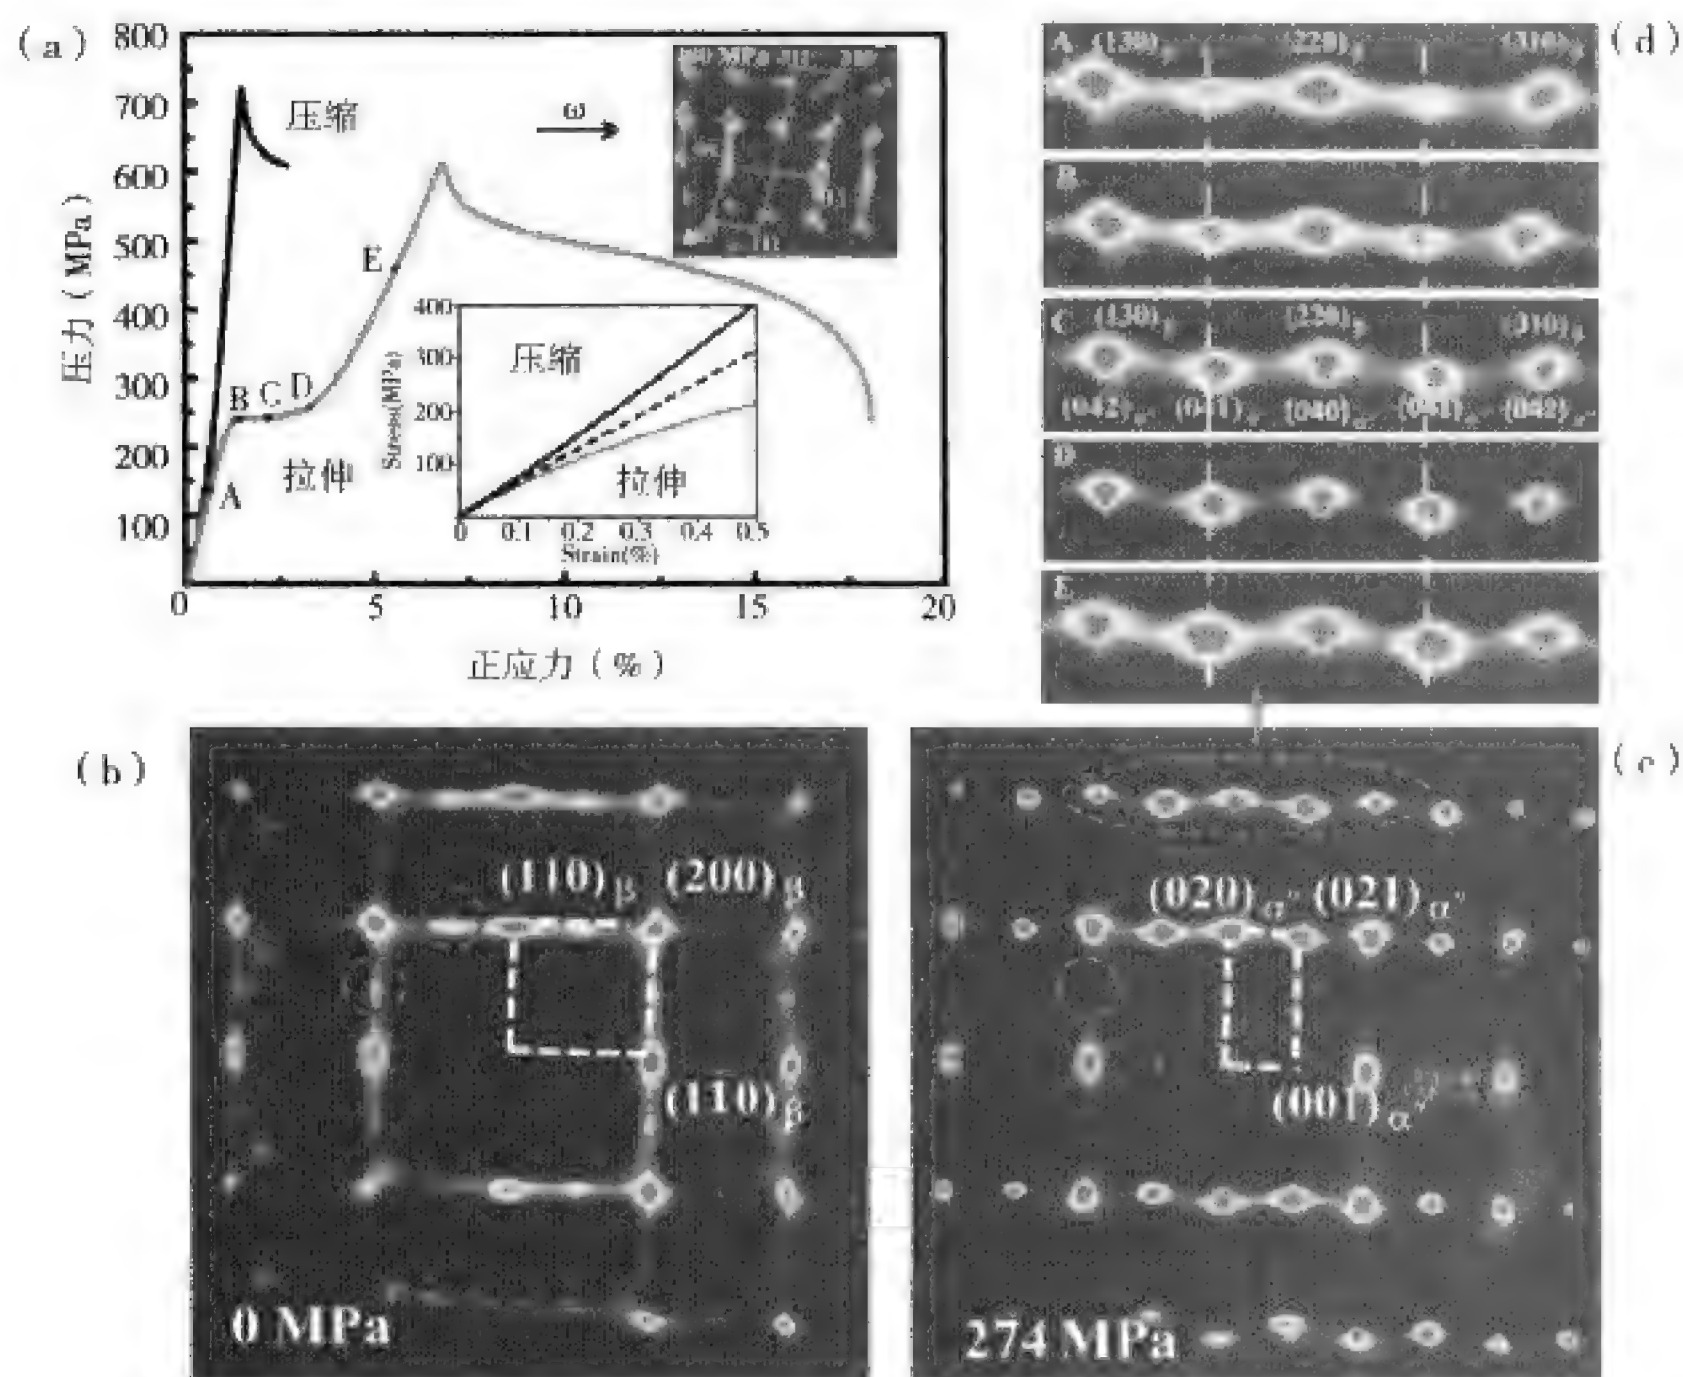 (a)
800
700
600
500
400
300
200
100
压力(MPa)
压缩
ω
E
B C D
A
拉伸
400
300
200
100
Stress(MPa)
压缩
拉伸
0 0.1 0.2 0.3 0.4 0.5
Strain(%)
0 5 10 15 20
正应力(%)
(d)
A (130) (220) (310)
B
C (130) (220) (310)
(042) (041) (040) (041) (042)
D
E
(b)
(110)β (200)β
(110)β
0 MPa
(c)
(020)α" (021)α"
(001)α"
274 MPa